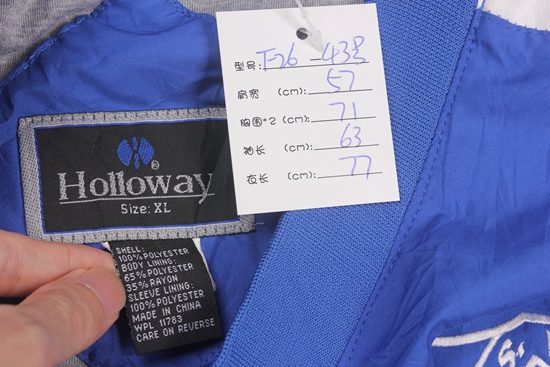 型号: T-26-438
肩宽 (cm): 57
胸围*2 (cm): 71
袖长 (cm): 63
衣长 (cm): 77
Holloway®
Size: XL
SHELL:
100% POLYESTER
BODY LINING:
65% POLYESTER
35% RAYON
SLEEVE LINING:
100% POLYESTER
MADE IN CHINA
WPL 11783
CARE ON REVERSE